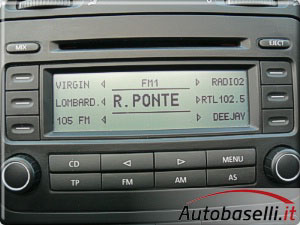 MIX
EJECT
VIRGIN FM1 RADIO2
LOMBARD. R. PONTE RTL102.5
105 FM DEEJAY
CD ◁ ▷ MENU
TP FM AM AS
Autobaselli.it